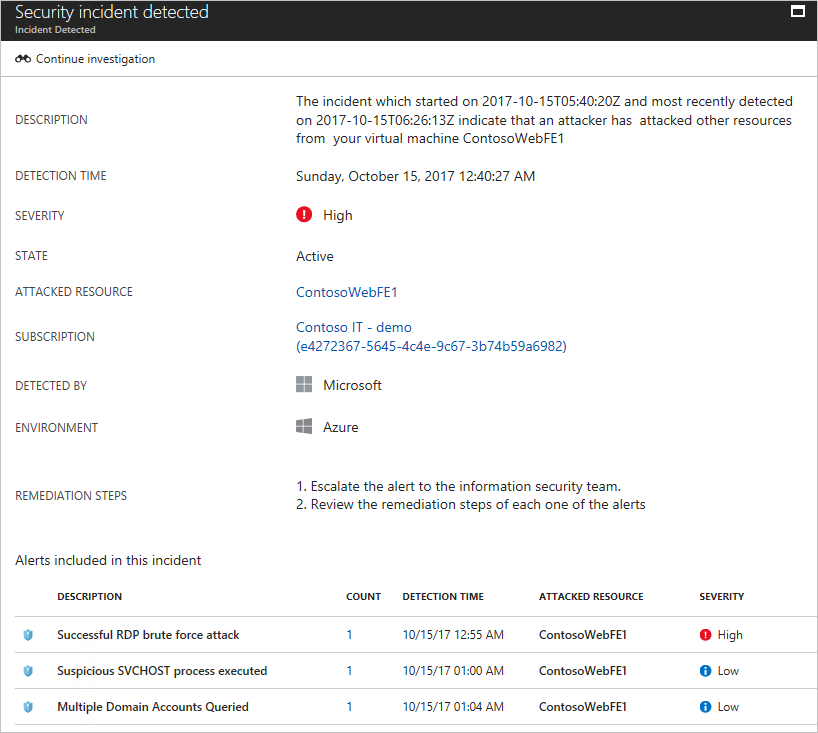 Security incident detected
Incident Detected
Continue investigation
DESCRIPTION
The incident which started on 2017-10-15T05:40:20Z and most recently detected
on 2017-10-15T06:26:13Z indicate that an attacker has  attacked other resources
from  your virtual machine ContosoWebFE1
DETECTION TIME
Sunday, October 15, 2017 12:40:27 AM
SEVERITY
High
STATE
Active
ATTACKED RESOURCE
ContosoWebFE1
SUBSCRIPTION
Contoso IT - demo
(e4272367-5645-4c4e-9c67-3b74b59a6982)
DETECTED BY
Microsoft
ENVIRONMENT
Azure
REMEDIATION STEPS
1. Escalate the alert to the information security team.
2. Review the remediation steps of each one of the alerts
Alerts included in this incident
DESCRIPTION COUNT DETECTION TIME ATTACKED RESOURCE SEVERITY
Successful RDP brute force attack 1 10/15/17 12:55 AM ContosoWebFE1 High
Suspicious SVCHOST process executed 1 10/15/17 01:00 AM ContosoWebFE1 Low
Multiple Domain Accounts Queried 1 10/15/17 01:04 AM ContosoWebFE1 Low